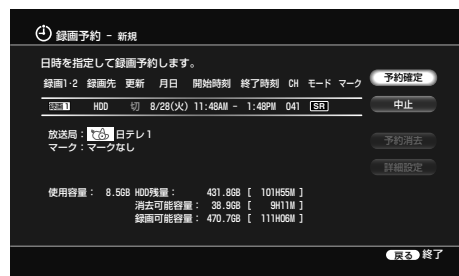 録画予約 - 新規
日時を指定して録画予約します。
録画1･2 録画先 更新 月日 開始時刻 終了時刻 CH モード マーク
録画1 HDD 切 8/28(火) 11:48AM - 1:48PM 041 SR
放送局: 日テレ1
マーク:マークなし
使用容量: 8.5GB HDD残量: 431.8GB [ 101H55M ]
消去可能容量: 38.9GB [ 9H11M ]
録画可能容量: 470.7GB [ 111H06M ]
予約確定
中止
予約消去
詳細設定
戻る 終了